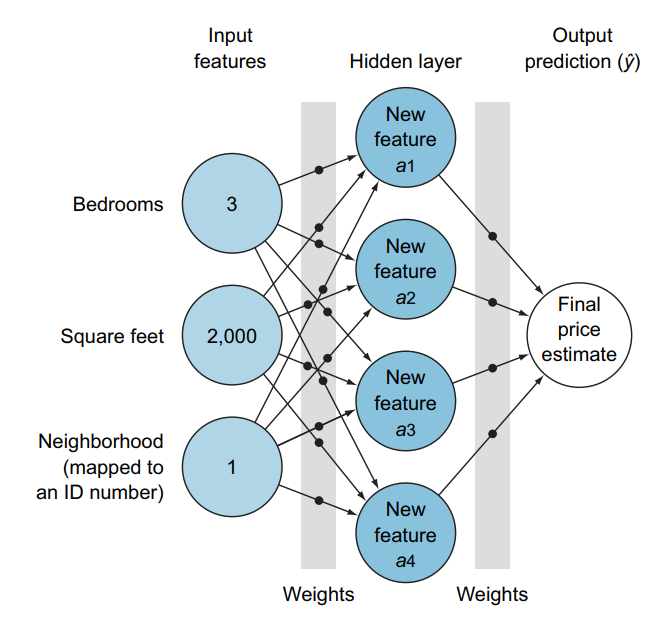 Input
features
Hidden layer
Output
prediction (ŷ)
Bedrooms
3
Square feet
2,000
Neighborhood
(mapped to
an ID number)
1
New
feature
a1
New
feature
a2
New
feature
a3
New
feature
a4
Final
price
estimate
Weights
Weights